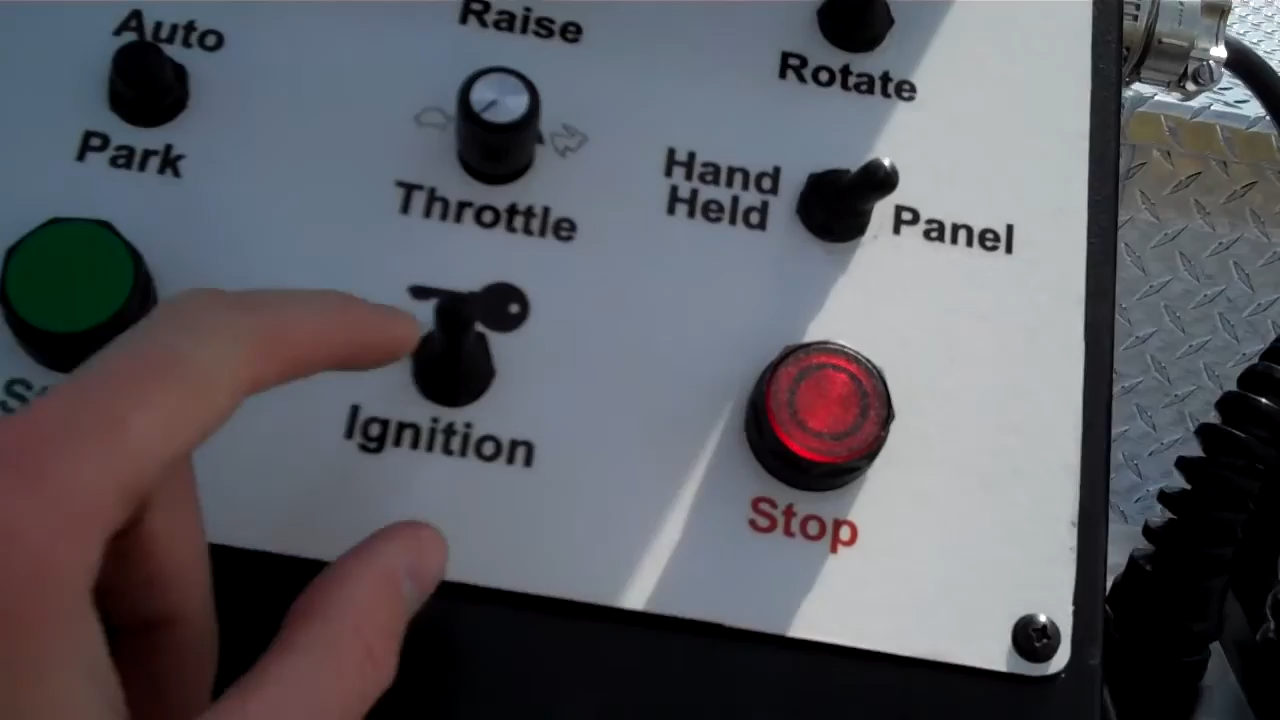 Auto
Park
Raise
Throttle
Rotate
Hand
Held
Panel
Ignition
Stop